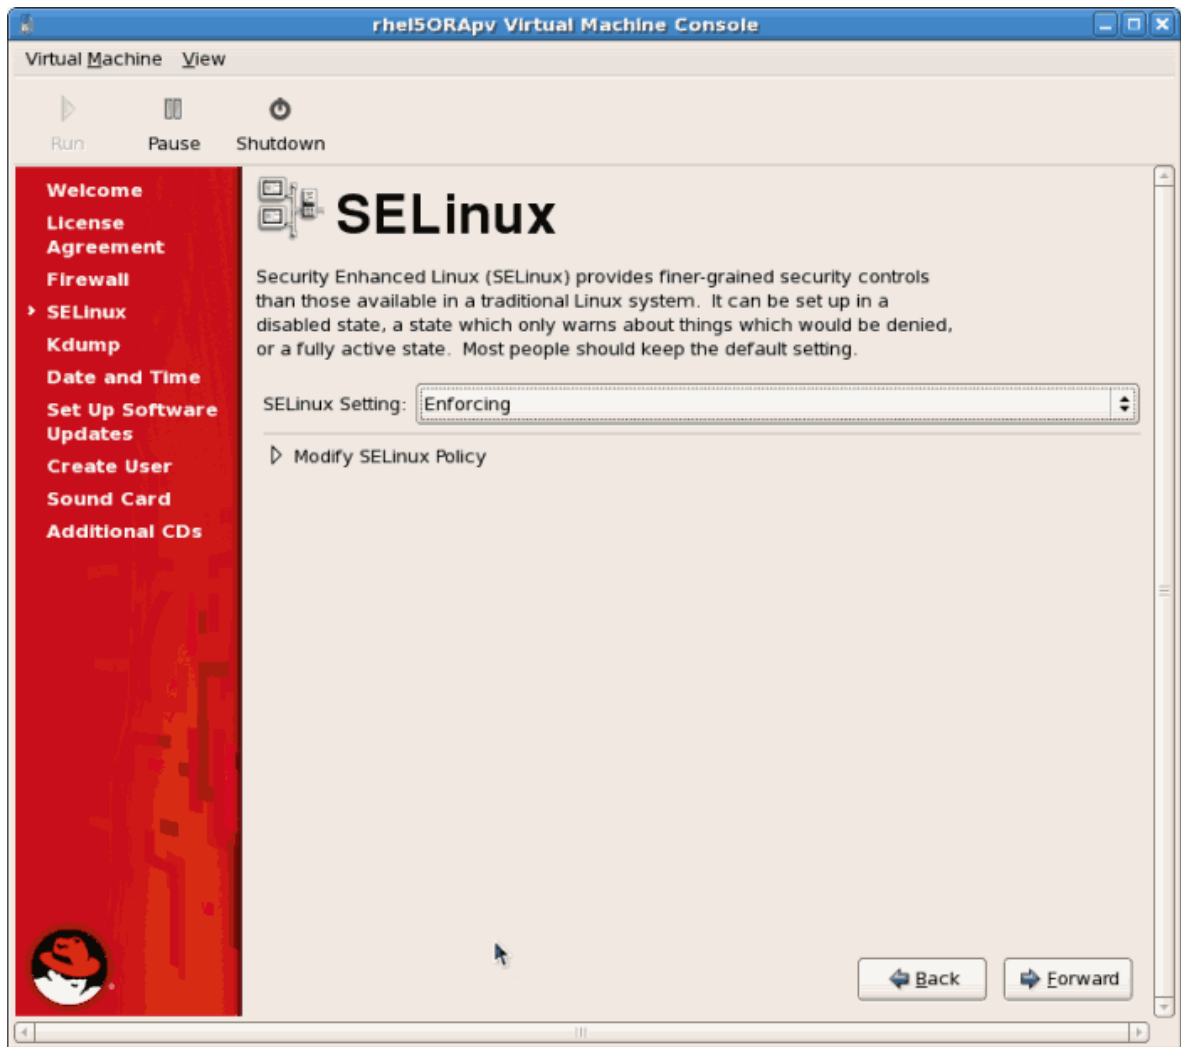 rhel5ORApv Virtual Machine Console
Virtual Machine View
Run Pause Shutdown
Welcome
License
Agreement
Firewall
SELinux
Kdump
Date and Time
Set Up Software
Updates
Create User
Sound Card
Additional CDs
SELinux
Security Enhanced Linux (SELinux) provides finer-grained security controls
than those available in a traditional Linux system. It can be set up in a
disabled state, a state which only warns about things which would be denied,
or a fully active state. Most people should keep the default setting.
SELinux Setting: Enforcing
Modify SELinux Policy
Back Forward